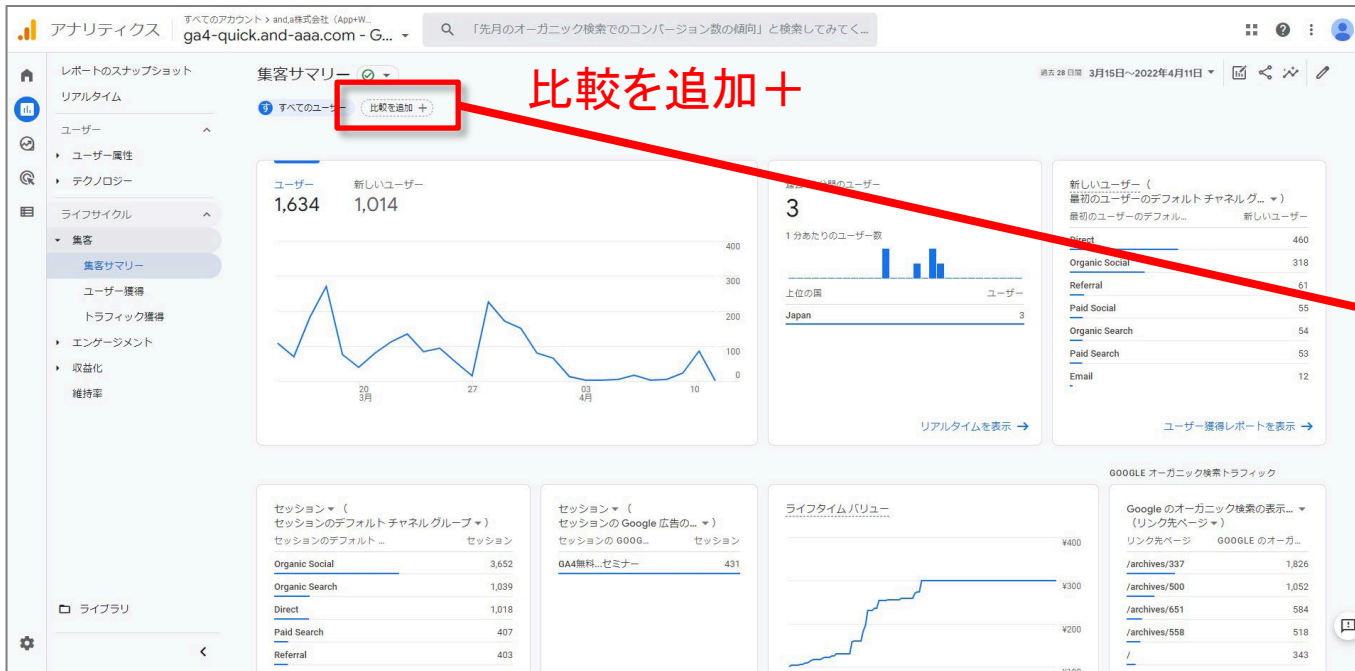 アナリティクス
すべてのアカウント > and,a株式会社 (App+W...
ga4-quick.and-aaa.com - G...
「先月のオーガニック検索でのコンバージョン数の傾向」と検索してみてく...
レポートのスナップショット
リアルタイム
ユーザー
ユーザー属性
テクノロジー
ライフサイクル
集客
集客サマリー
ユーザー獲得
トラフィック獲得
エンゲージメント
収益化
維持率
ライブラリ
集客サマリー
過去 28 日間 3月15日～2022年4月11日
す すべてのユーザー
比較を追加 +
比較を追加＋
ユーザー 新しいユーザー
1,634 1,014
400
300
200
100
0
20
3月
27
03
4月
10
ユーザー
3
1 分あたりのユーザー数
上位の国 ユーザー
Japan 3
リアルタイムを表示 →
新しいユーザー (
最初のユーザーのデフォルト チャネル グ... )
最初のユーザーのデフォル... 新しいユーザー
Direct 460
Organic Social 318
Referral 61
Paid Social 55
Organic Search 54
Paid Search 53
Email 12
ユーザー獲得レポートを表示 →
セッション (
セッションのデフォルト チャネル グループ )
セッションのデフォルト ... セッション
Organic Social 3,652
Organic Search 1,039
Direct 1,018
Paid Search 407
Referral 403
セッション (
セッションの Google 広告の... )
セッションの GOOG... セッション
GA4無料...セミナー 431
ライフタイム バリュー
¥400
¥300
¥200
GOOGLE オーガニック検索トラフィック
Google のオーガニック検索の表示...
(リンク先ページ )
リンク先ページ GOOGLE のオーガ...
/archives/337 1,826
/archives/500 1,052
/archives/651 584
/archives/558 518
/ 343